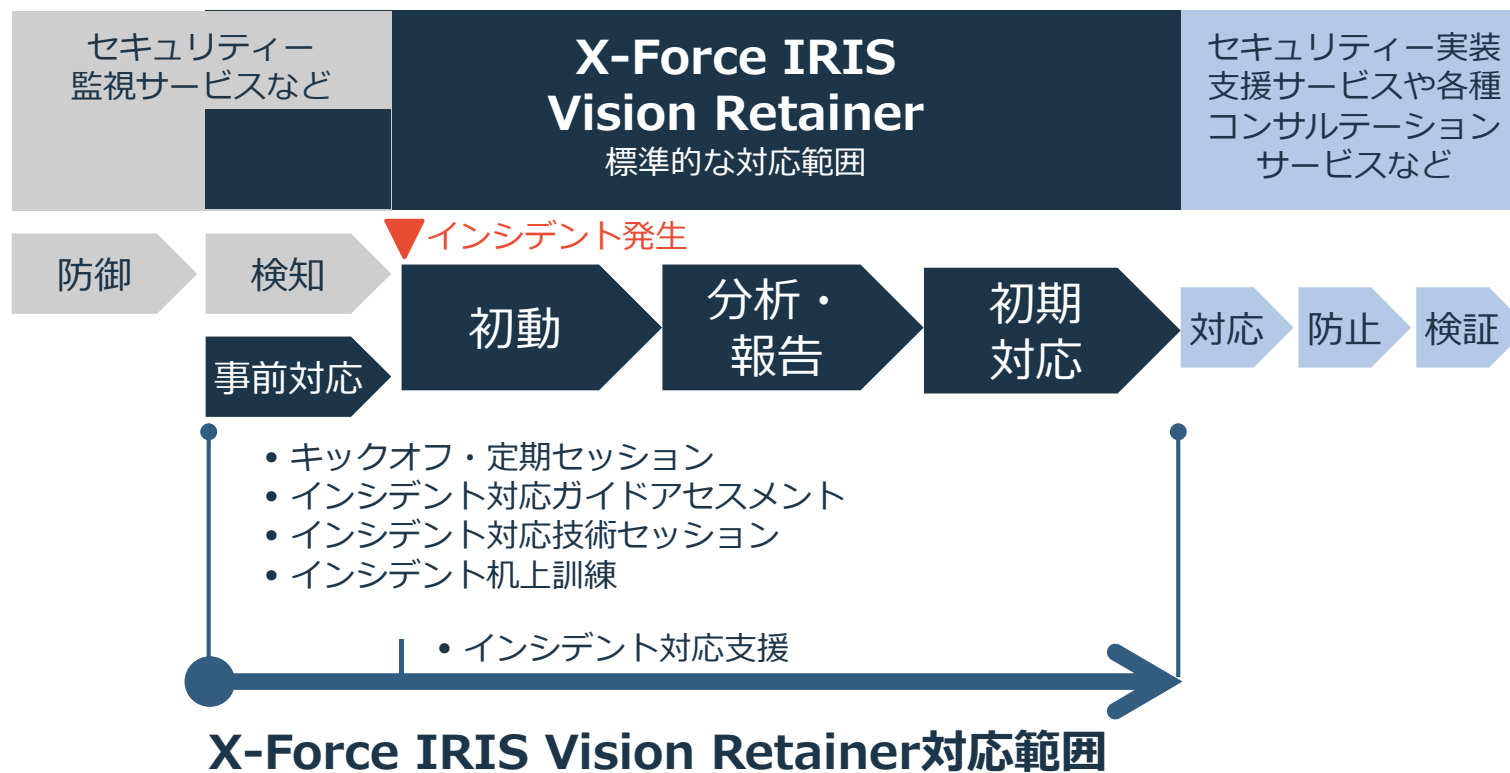 セキュリティー
監視サービスなど
X-Force IRIS
Vision Retainer
標準的な対応範囲
セキュリティー実装
支援サービスや各種
コンサルテーション
サービスなど
インシデント発生
防御
検知
事前対応
初動
分析・
報告
初期
対応
対応
防止
検証
• キックオフ・定期セッション
• インシデント対応ガイドアセスメント
• インシデント対応技術セッション
• インシデント机上訓練
• インシデント対応支援
X-Force IRIS Vision Retainer対応範囲